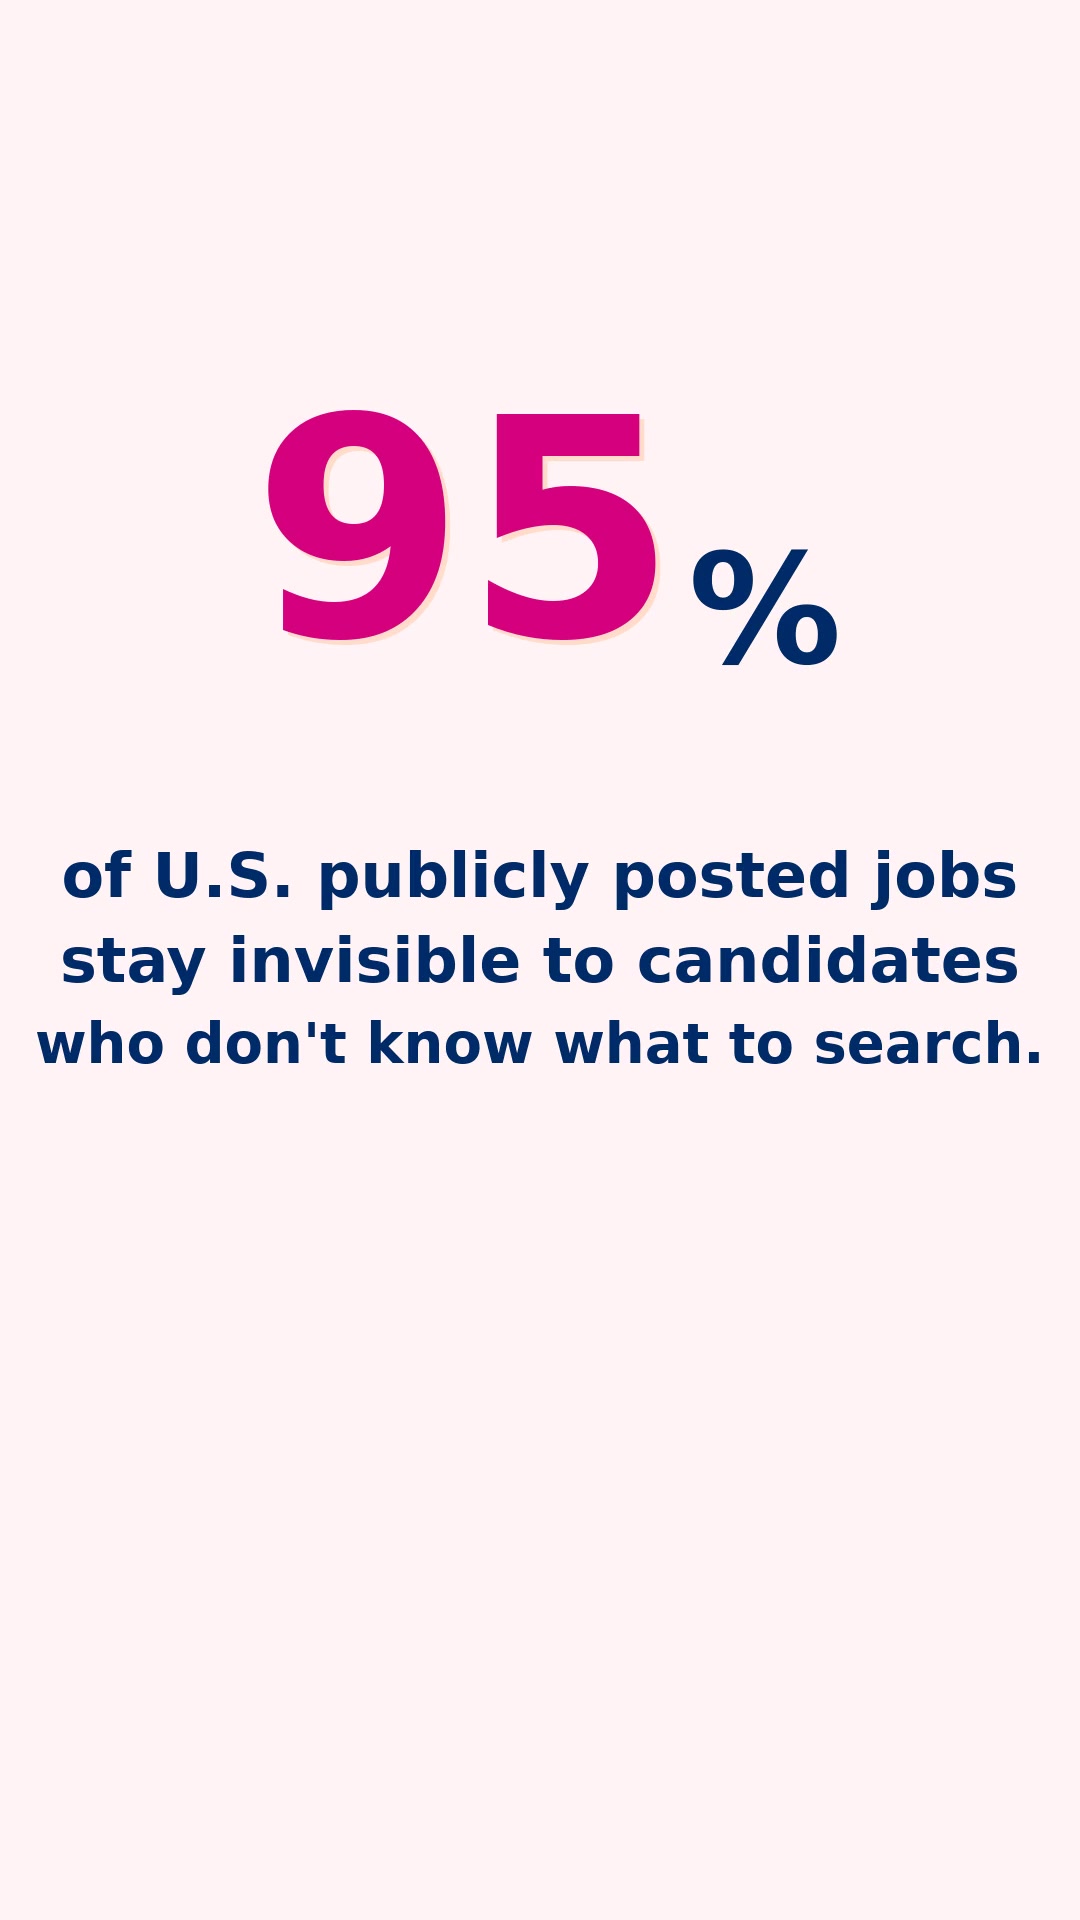 95%
of U.S. publicly posted jobs
stay invisible to candidates
who don't know what to search.